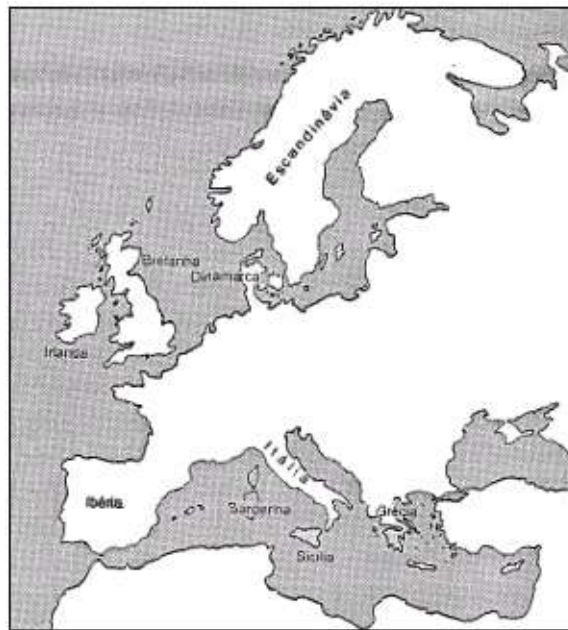 Escandinávia
Bretanha
Dinamarca
Irlanda
Itália
Ibéria
Sardenha
Grécia
Sicília